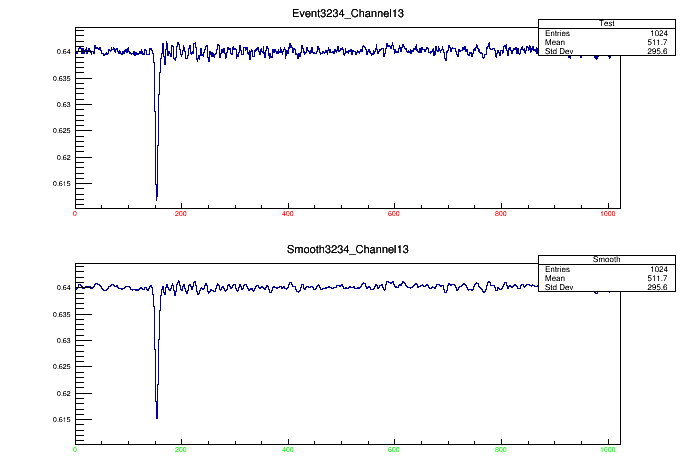 Event3234_Channel13
Test
Entries 1024
Mean 511.7
Std Dev 295.6
0.64
0.635
0.63
0.625
0.62
0.615
0 200 400 600 800 1000
Smooth3234_Channel13
Smooth
Entries 1024
Mean 511.7
Std Dev 295.6
0.64
0.635
0.63
0.625
0.62
0.615
0 200 400 600 800 1000